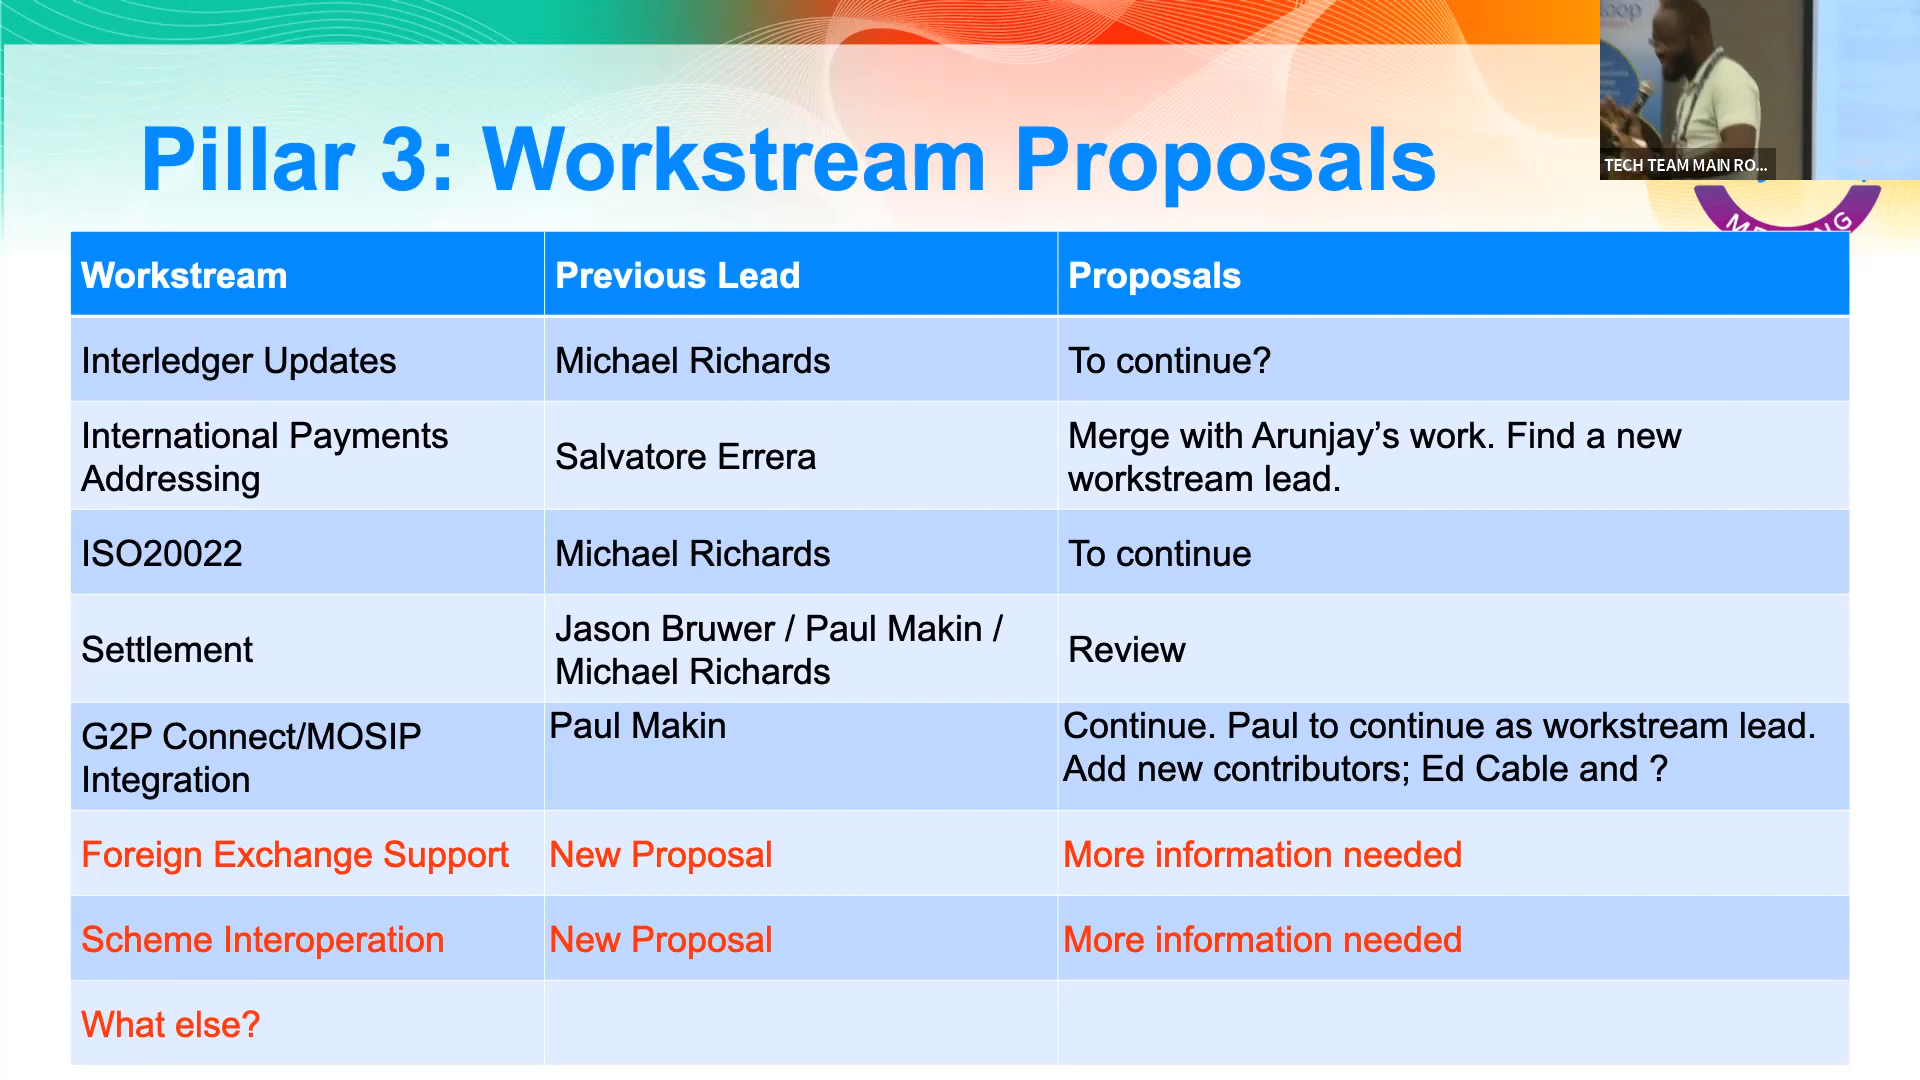 oop
TECH TEAM MAIN RO...
Pillar 3: Workstream Proposals
Workstream
Previous Lead
Proposals
Interledger Updates
Michael Richards
To continue?
International Payments
Addressing
Salvatore Errera
Merge with Arunjay’s work. Find a new
workstream lead.
ISO20022
Michael Richards
To continue
Settlement
Jason Bruwer / Paul Makin /
Michael Richards
Review
G2P Connect/MOSIP
Integration
Paul Makin
Continue. Paul to continue as workstream lead.
Add new contributors; Ed Cable and ?
Foreign Exchange Support
New Proposal
More information needed
Scheme Interoperation
New Proposal
More information needed
What else?